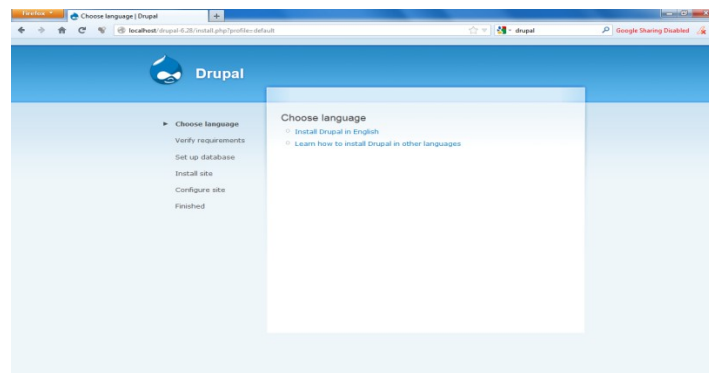 Firefox
Choose language | Drupal
localhost/drupal-6.28/install.php?profile=default
drupal
Google Sharing Disabled
Drupal
Choose language
Verify requirements
Set up database
Install site
Configure site
Finished
Choose language
Install Drupal in English
Learn how to install Drupal in other languages